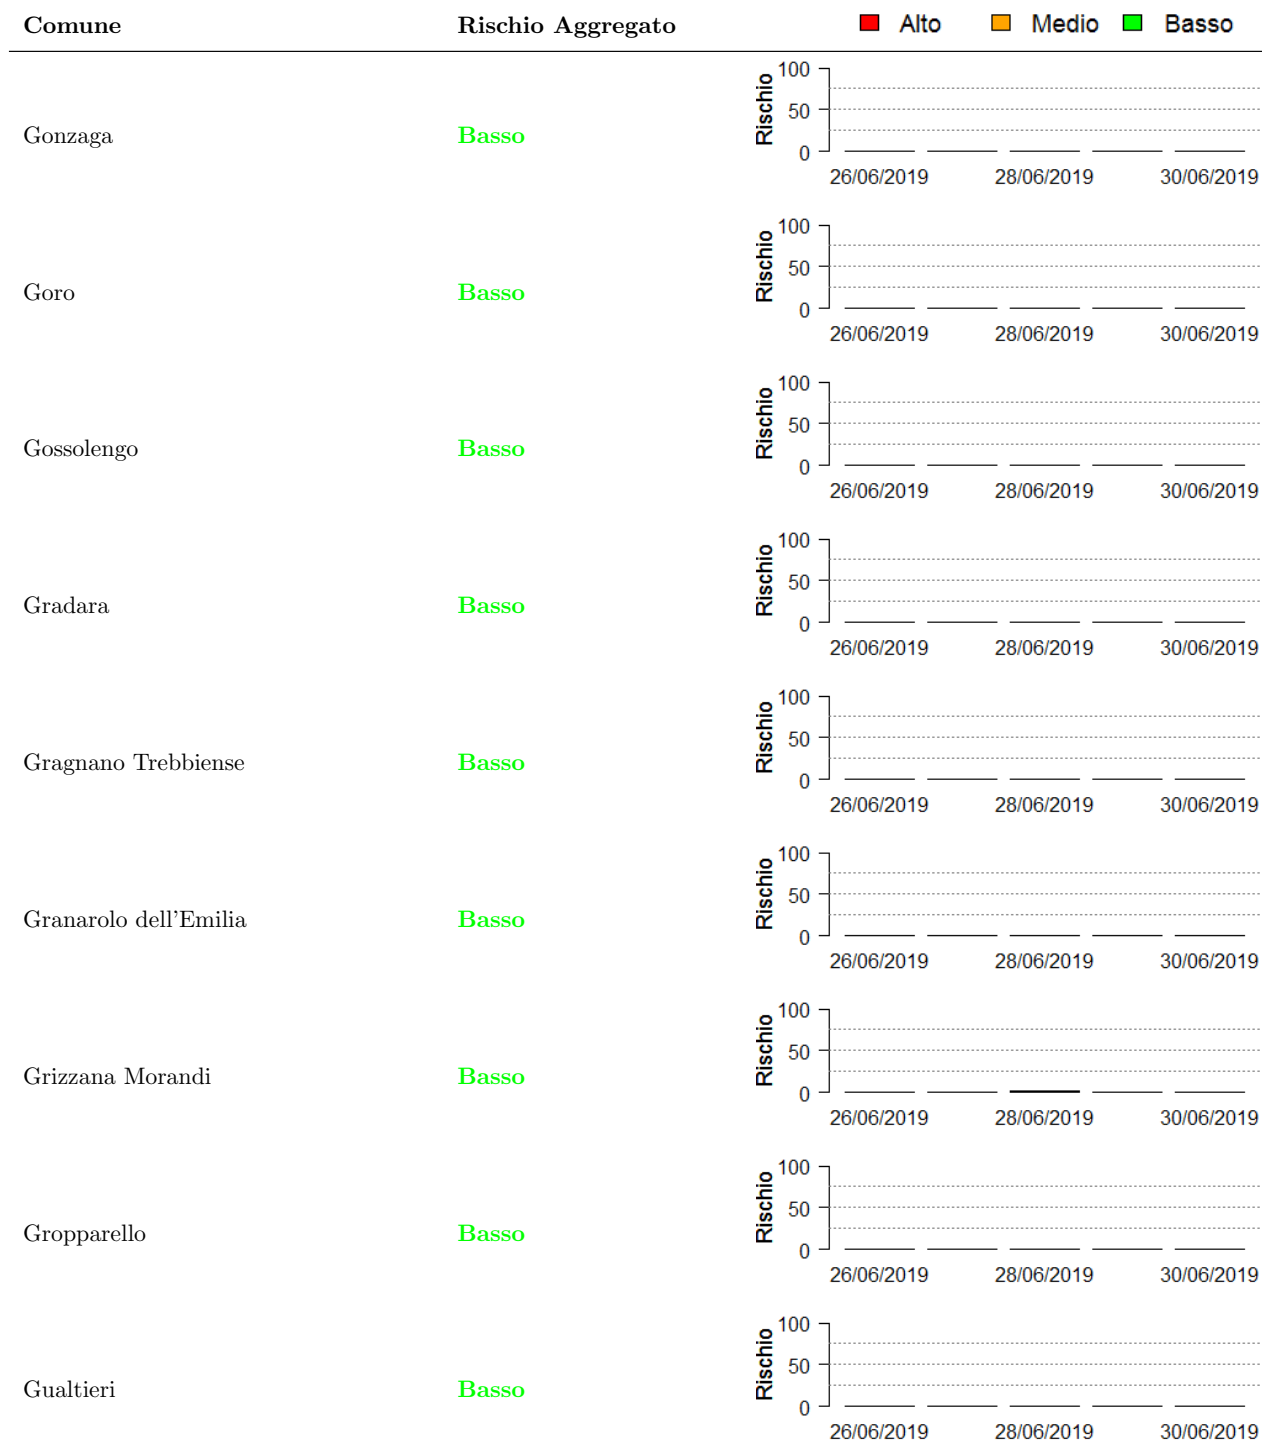 Comune Rischio Aggregato Alto Medio Basso
Gonzaga Basso Rischio 100 50 0
26/06/2019 28/06/2019 30/06/2019
Goro Basso Rischio 100 50 0
26/06/2019 28/06/2019 30/06/2019
Gossolengo Basso Rischio 100 50 0
26/06/2019 28/06/2019 30/06/2019
Gradara Basso Rischio 100 50 0
26/06/2019 28/06/2019 30/06/2019
Gragnano Trebbiense Basso Rischio 100 50 0
26/06/2019 28/06/2019 30/06/2019
Granarolo dell'Emilia Basso Rischio 100 50 0
26/06/2019 28/06/2019 30/06/2019
Grizzana Morandi Basso Rischio 100 50 0
26/06/2019 28/06/2019 30/06/2019
Gropparello Basso Rischio 100 50 0
26/06/2019 28/06/2019 30/06/2019
Gualtieri Basso Rischio 100 50 0
26/06/2019 28/06/2019 30/06/2019